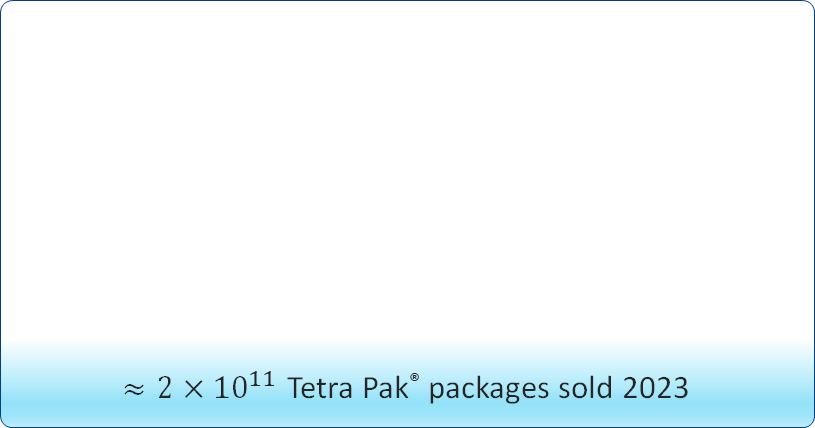 ≈ 2 × 10¹¹ Tetra Pak® packages sold 2023